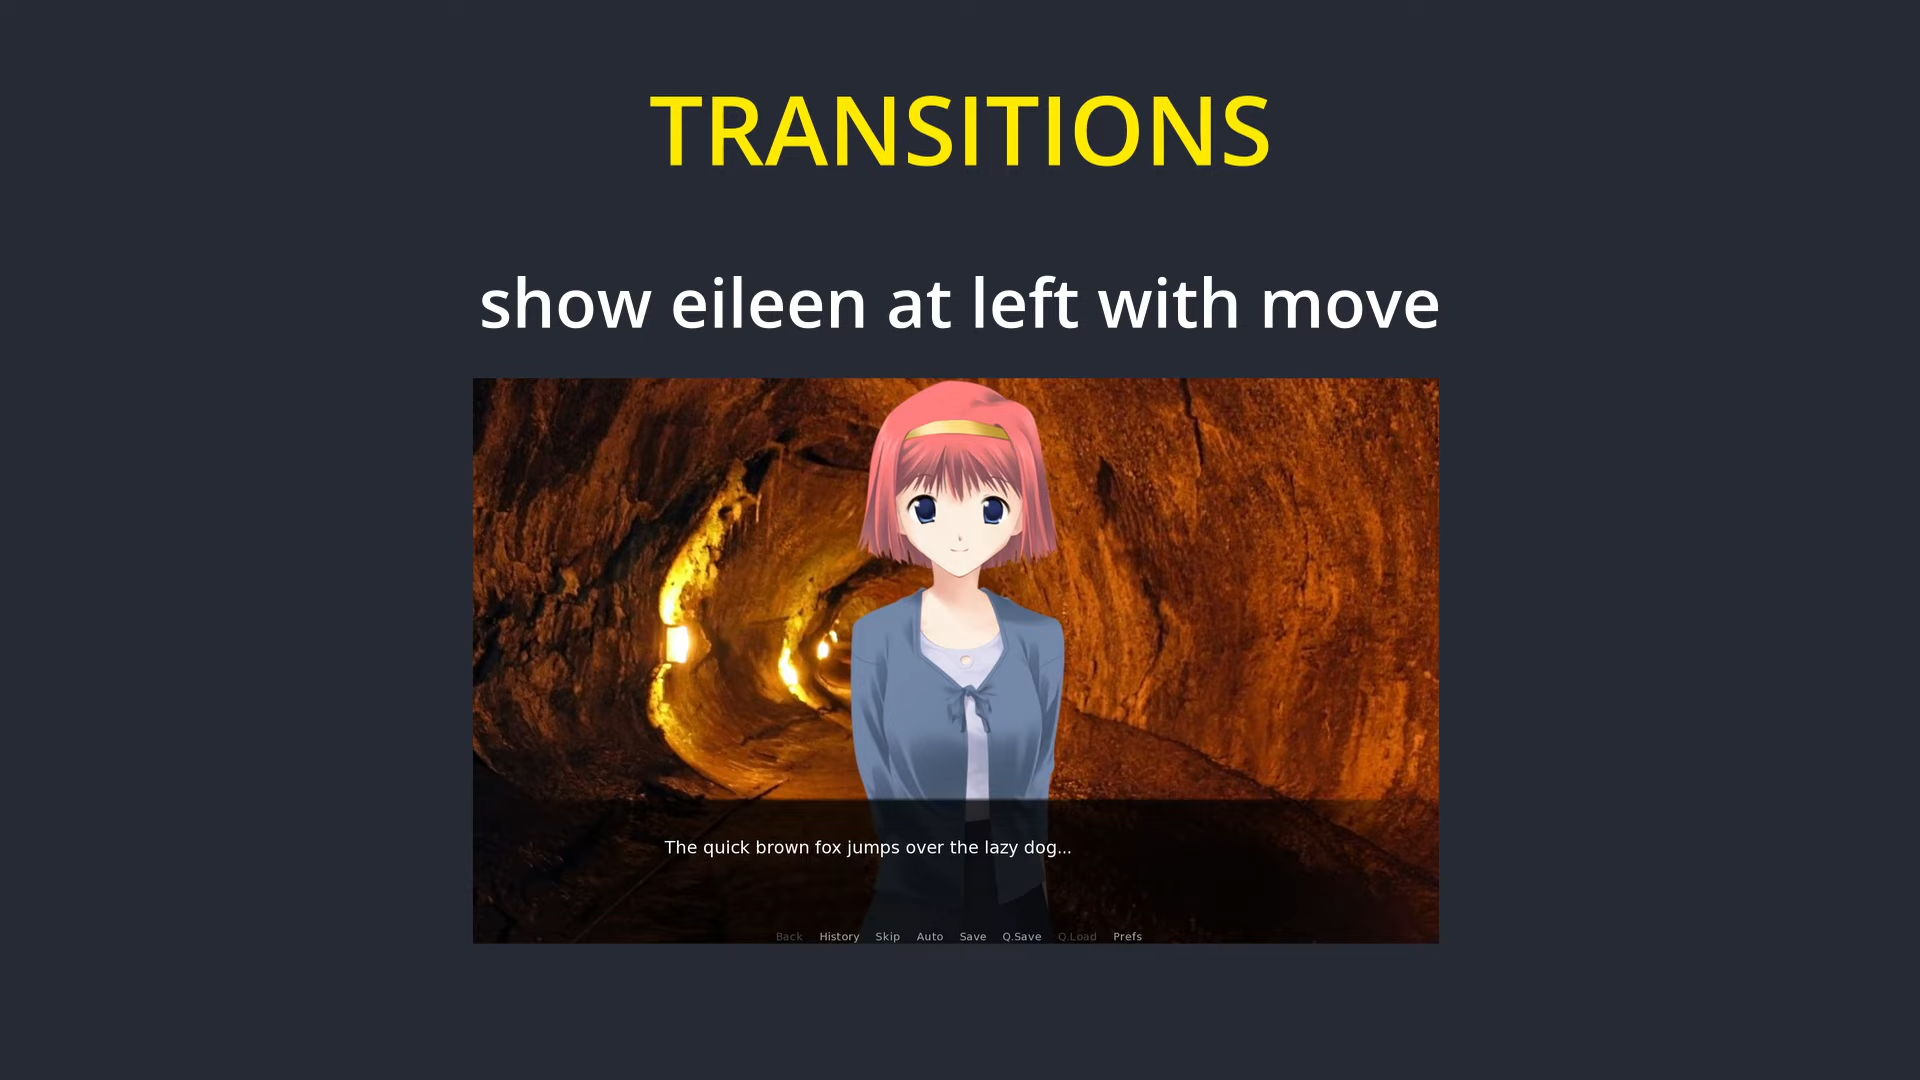 TRANSITIONS
show eileen at left with move
The quick brown fox jumps over the lazy dog...
Back History Skip Auto Save Q.Save Q.Load Prefs